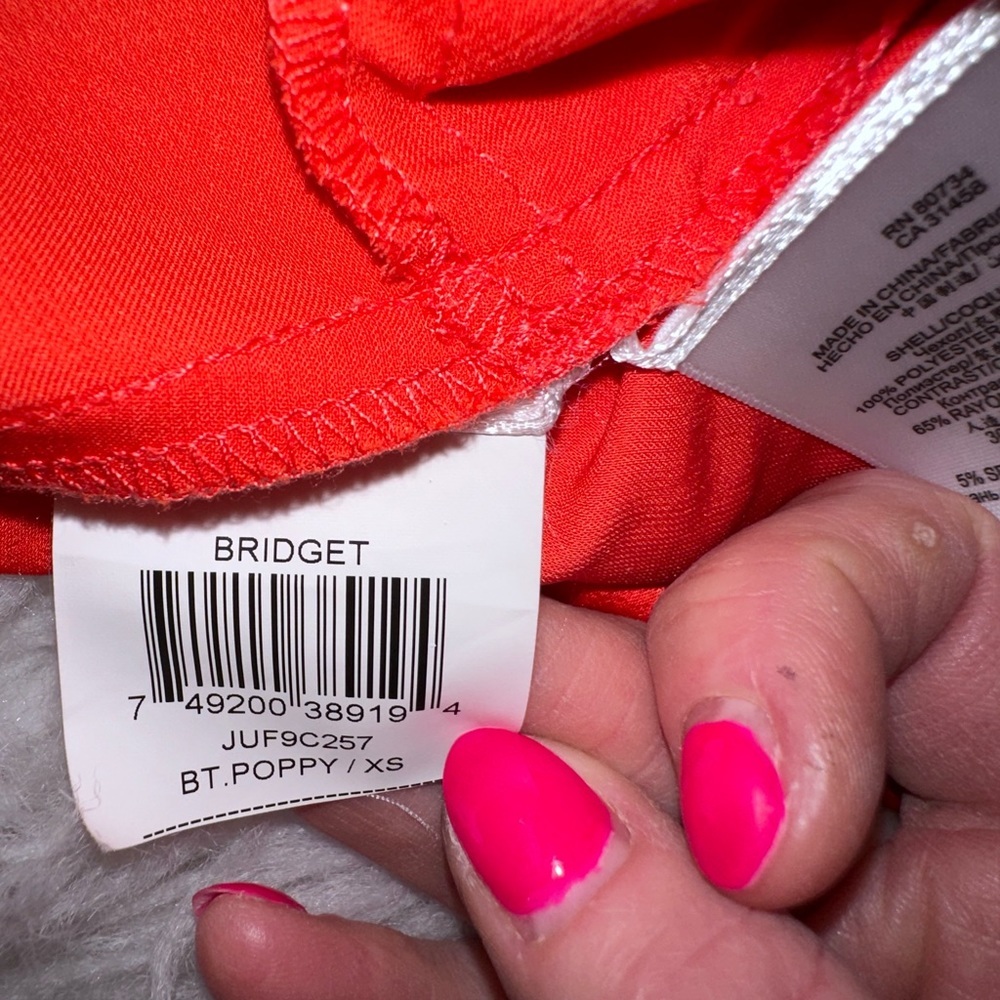 BRIDGET
7 49200 38919 4
JUF9C257
BT.POPPY / XS
RN 80734
CA 31458
MADE IN CHINA/FABRI
HECHO EN CHINA/
SHELL/COQU
100% POLYESTER/
CONTRAST/
65% RAYO
5% S